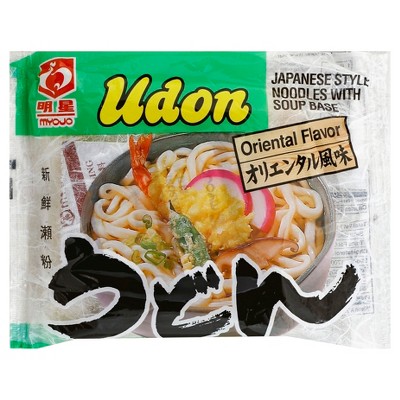 明星
MYOJO
Udon
JAPANESE STYLE
NOODLES WITH
SOUP BASE
Oriental Flavor
オリエンタル風味
新鮮瀬粉
うどん